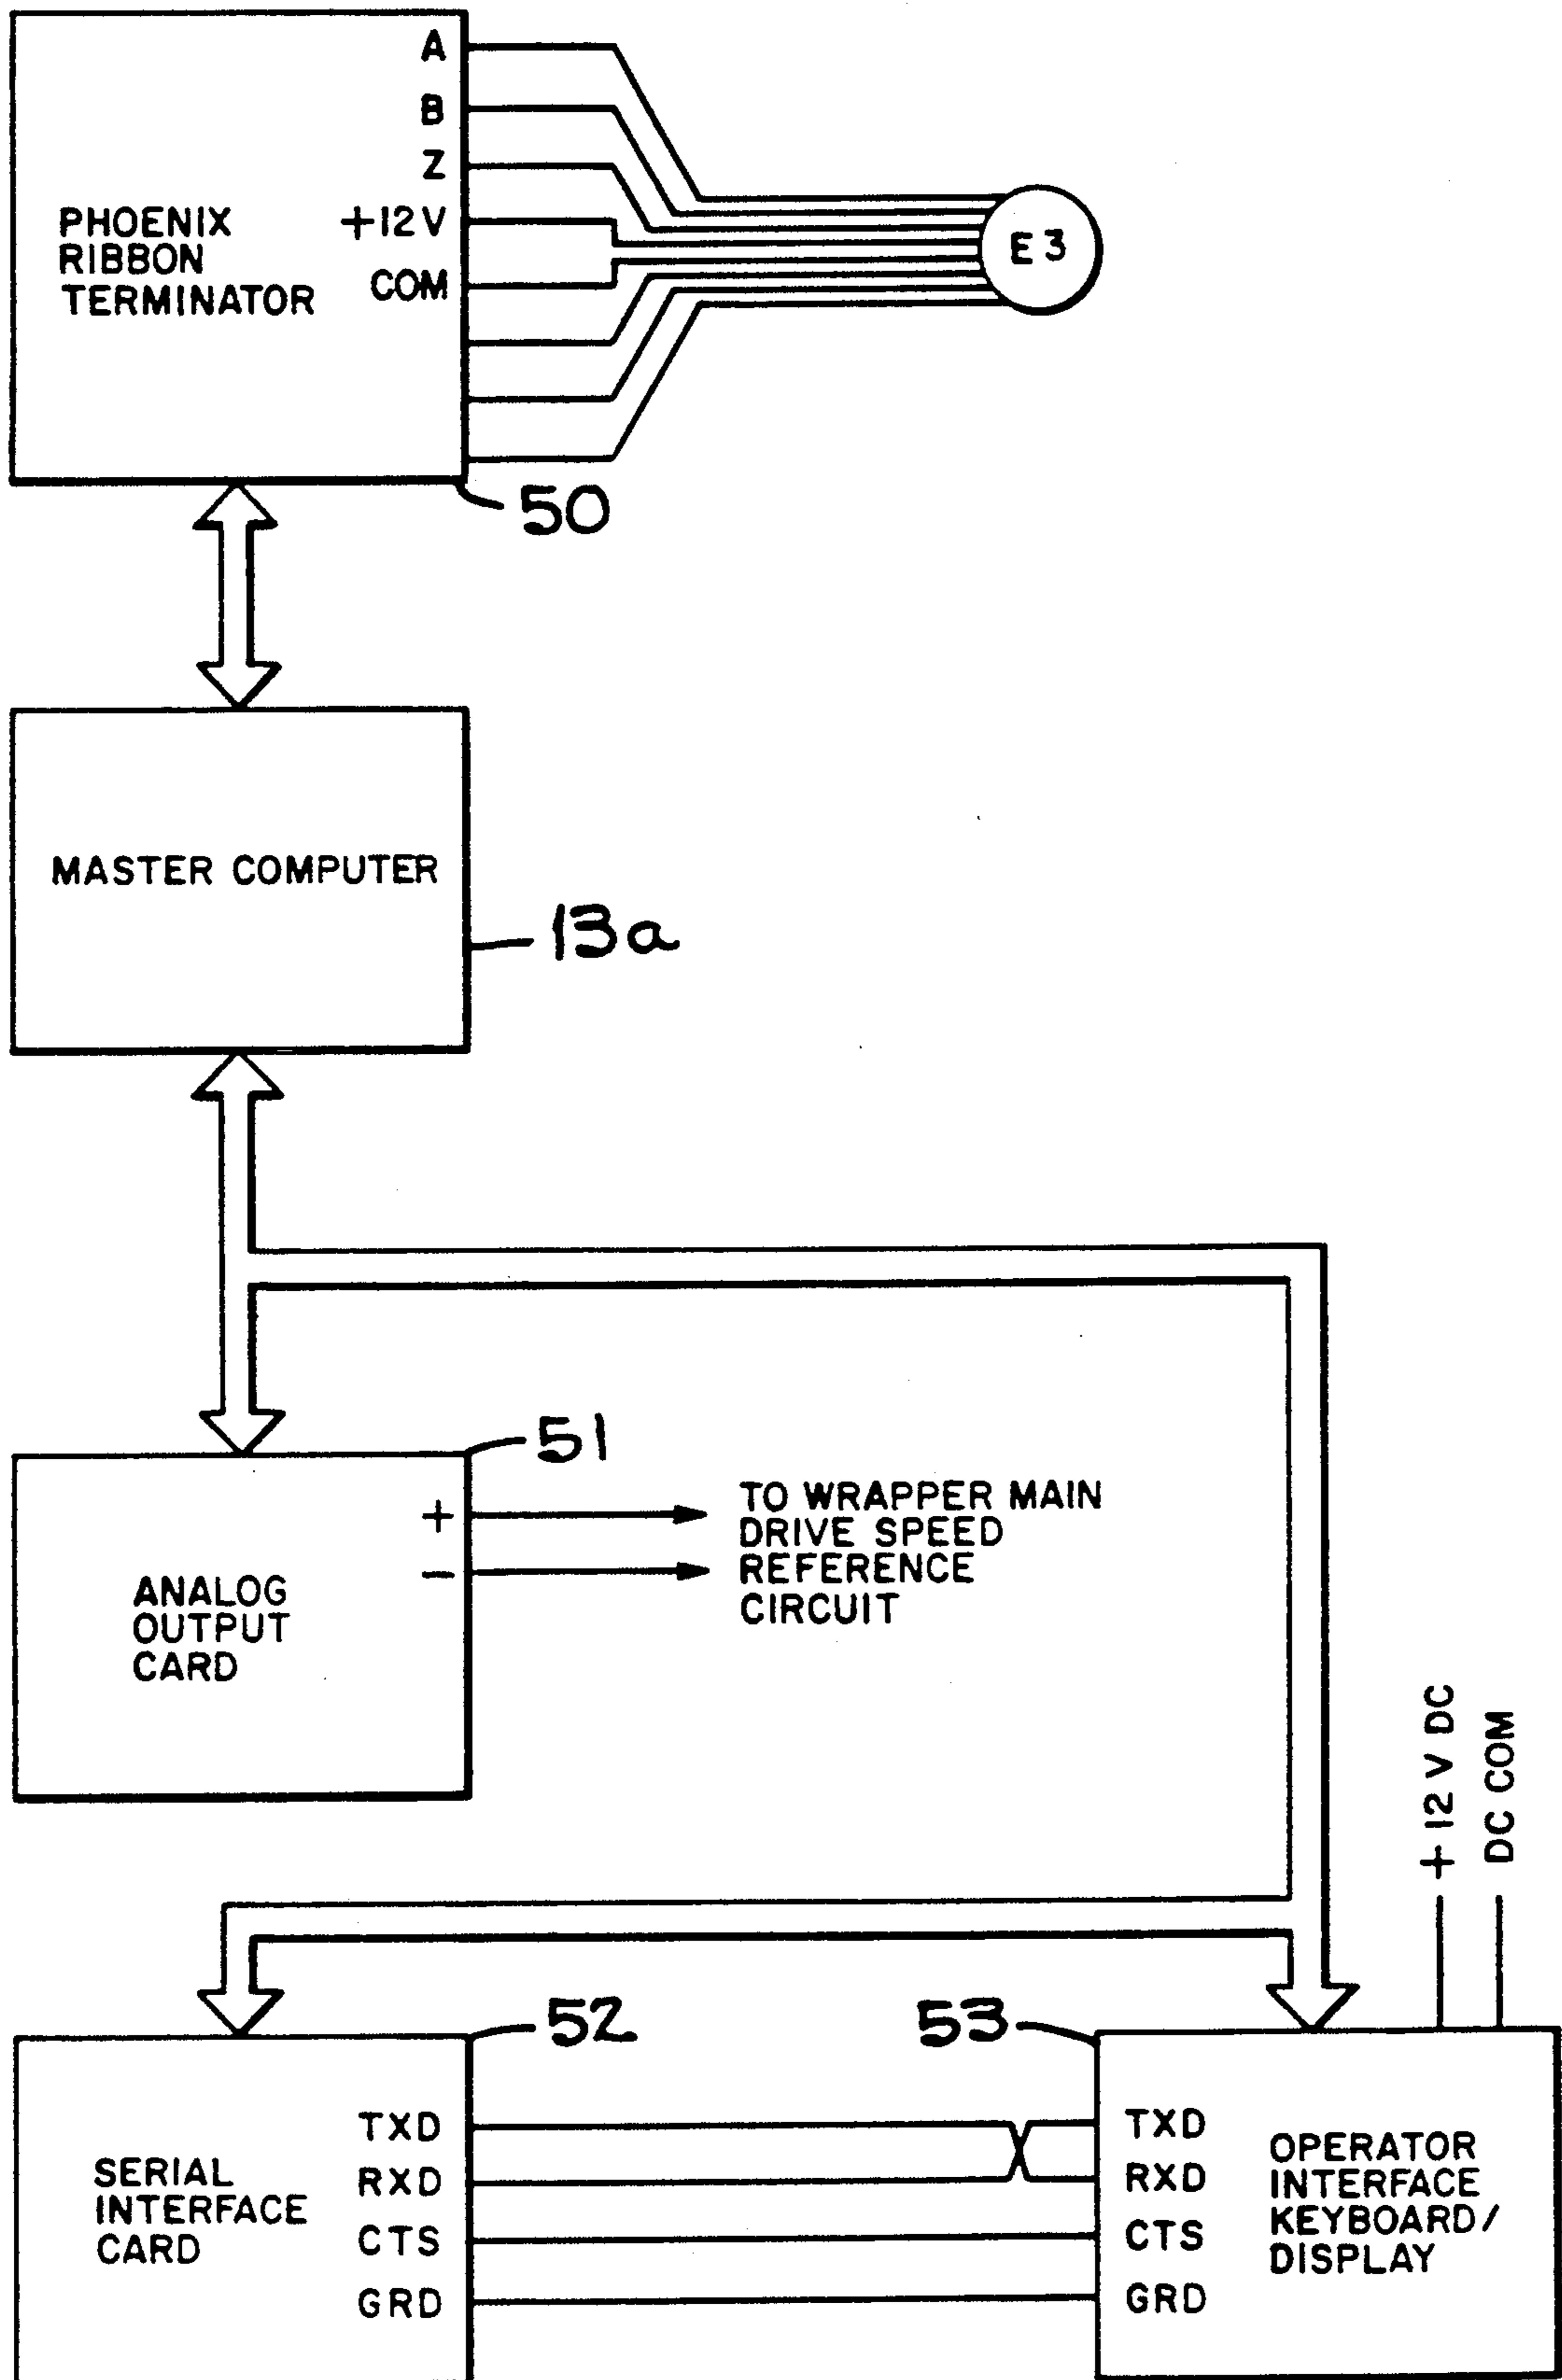 A
B
Z
+12V
COM
PHOENIX
RIBBON
TERMINATOR
E3
50
MASTER COMPUTER
13a
51
+
−
TO WRAPPER MAIN
DRIVE SPEED
REFERENCE
CIRCUIT
ANALOG
OUTPUT
CARD
+12 V DC
DC COM
52
53
TXD
RXD
CTS
GRD
SERIAL
INTERFACE
CARD
TXD
RXD
CTS
GRD
OPERATOR
INTERFACE
KEYBOARD/
DISPLAY